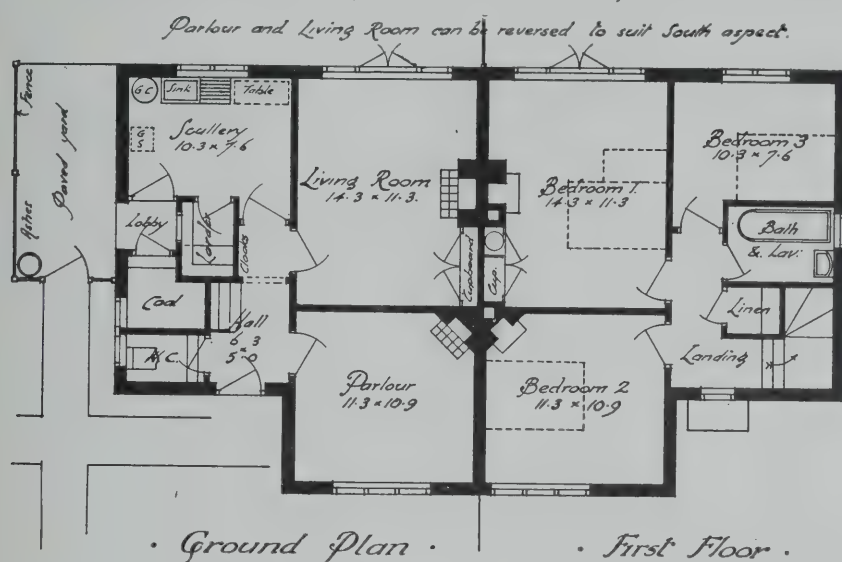 Parlour and Living Room can be reversed to suit South aspect.
Fence
Paved yard
Ashes
G C
Sink
Table
G S
Scullery
10.3 × 7.6
Lobby
Larder
Cloaks
Coal
Hall
6.3
5.0
W.C.
Living Room
14.3 × 11.3.
Cupboard
Cup.
Parlour
11.3 × 10.9
Bedroom 1.
14.3 × 11.3
Bedroom 3
10.3 × 7.6
Bath
& Lav:
Linen
Landing
Bedroom 2
11.3 × 10.9
· Ground Plan ·
· First Floor ·